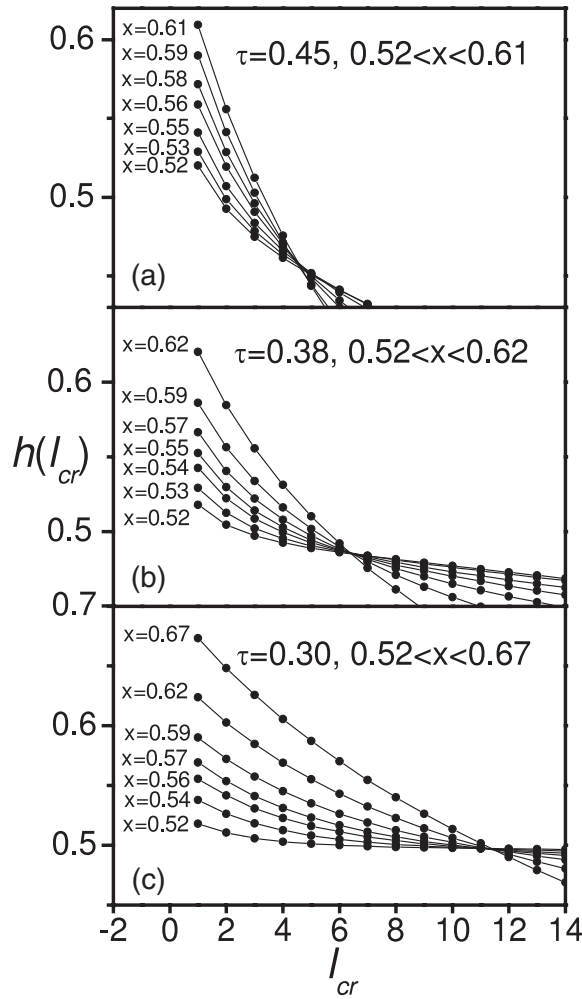 0.6
x=0.61
x=0.59
x=0.58
x=0.56
x=0.55
x=0.53
x=0.52
τ=0.45, 0.52<x<0.61
0.5
(a)
x=0.62
τ=0.38, 0.52<x<0.62
0.6
x=0.59
x=0.57
x=0.55
x=0.54
x=0.53
x=0.52
h(lcr)
0.5
(b)
0.7
x=0.67
τ=0.30, 0.52<x<0.67
x=0.62
0.6
x=0.59
x=0.57
x=0.56
x=0.54
x=0.52
0.5
(c)
-2 0 2 4 6 8 10 12 14
lcr